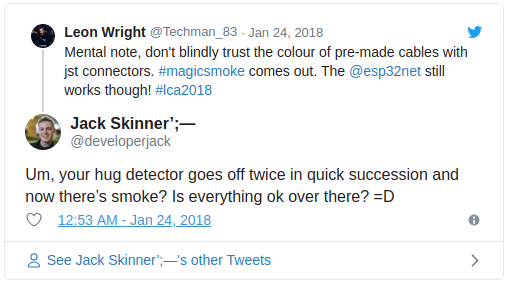 Leon Wright @Techman_83 · Jan 24, 2018
Mental note, don't blindly trust the colour of pre-made cables with
jst connectors. #magicsmoke comes out. The @esp32net still
works though! #lca2018
Jack Skinner’;—
@developerjack
Um, your hug detector goes off twice in quick succession and
now there’s smoke? Is everything ok over there? =D
12:53 AM - Jan 24, 2018
See Jack Skinner’;—'s other Tweets